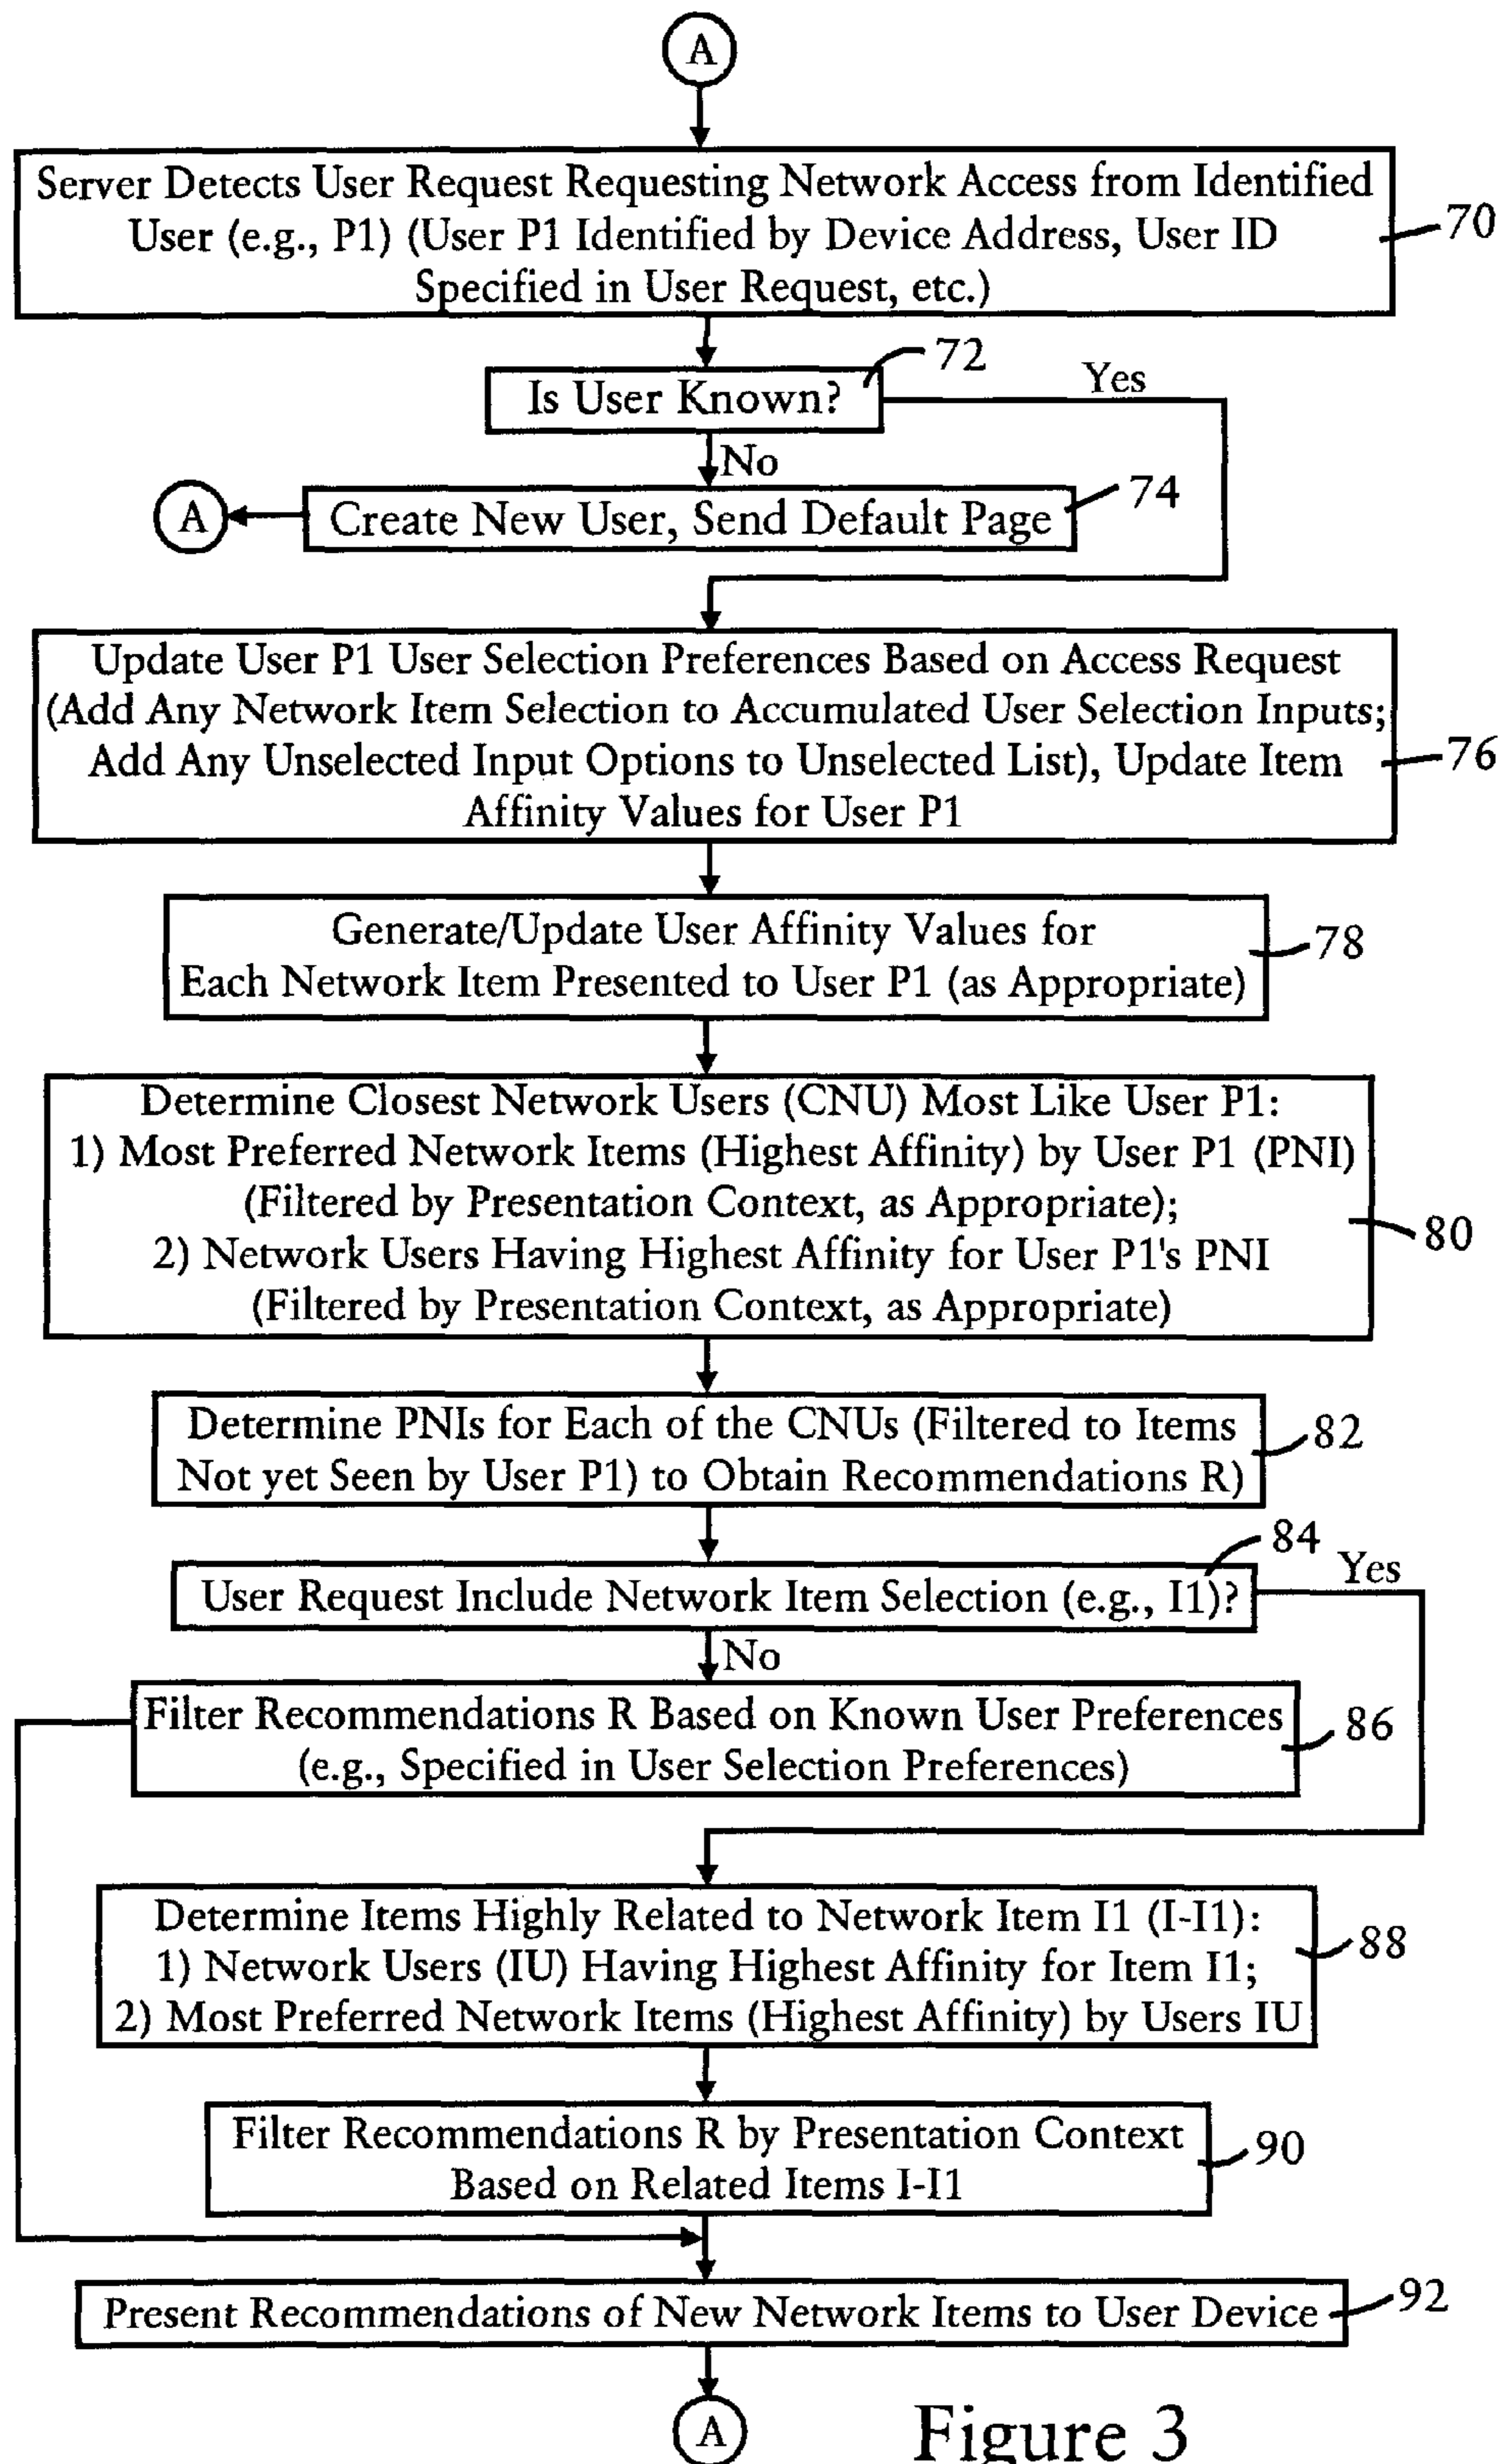 A
Server Detects User Request Requesting Network Access from Identified
User (e.g., P1) (User P1 Identified by Device Address, User ID
Specified in User Request, etc.)
70
Is User Known?
72
Yes
No
A
Create New User, Send Default Page
74
Update User P1 User Selection Preferences Based on Access Request
(Add Any Network Item Selection to Accumulated User Selection Inputs;
Add Any Unselected Input Options to Unselected List), Update Item
Affinity Values for User P1
76
Generate/Update User Affinity Values for
Each Network Item Presented to User P1 (as Appropriate)
78
Determine Closest Network Users (CNU) Most Like User P1:
1) Most Preferred Network Items (Highest Affinity) by User P1 (PNI)
(Filtered by Presentation Context, as Appropriate);
2) Network Users Having Highest Affinity for User P1's PNI
(Filtered by Presentation Context, as Appropriate)
80
Determine PNIs for Each of the CNUs (Filtered to Items
Not yet Seen by User P1) to Obtain Recommendations R)
82
User Request Include Network Item Selection (e.g., I1)?
84
Yes
No
Filter Recommendations R Based on Known User Preferences
(e.g., Specified in User Selection Preferences)
86
Determine Items Highly Related to Network Item I1 (I-I1):
1) Network Users (IU) Having Highest Affinity for Item I1;
2) Most Preferred Network Items (Highest Affinity) by Users IU
88
Filter Recommendations R by Presentation Context
Based on Related Items I-I1
90
Present Recommendations of New Network Items to User Device
92
A
Figure 3